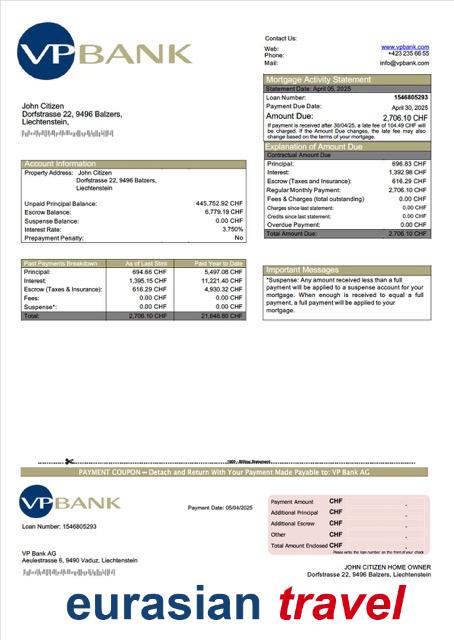 VP BANK
Contact Us:
Web: www.vpbank.com
Phone: +423 235 66 55
Mail: info@vpbank.com
Mortgage Activity Statement
Statement Date: April 05, 2025
Loan Number: 1546805293
Payment Due Date: April 30, 2025
Amount Due: 2,706.10 CHF
If payment is received after 30/04/25, a late fee of 104.49 CHF will
be charged. If the Amount Due changes, the late fee may also
change based on the terms of your mortgage.
John Citizen
Dorfstrasse 22, 9496 Balzers,
Liechtenstein,
Explanation of Amount Due
Contractual Amount Due
Principal: 696.83 CHF
Interest: 1,392.98 CHF
Escrow (Taxes and Insurance): 616.29 CHF
Regular Monthly Payment: 2,706.10 CHF
Fees & Charges (total outstanding) 0.00 CHF
Charges since last statement: 0.00 CHF
Credits since last statement: 0.00 CHF
Overdue Payment: 0.00 CHF
Total Amount Due: 2,706.10 CHF
Account Information
Property Address: John Citizen
Dorfstrasse 22, 9496 Balzers,
Liechtenstein
Unpaid Principal Balance: 445,752.92 CHF
Escrow Balance: 6,779.19 CHF
Suspense Balance: 0.00 CHF
Interest Rate: 3.750%
Prepayment Penalty: No
Past Payments Breakdown As of Last Stmt Paid Year to Date
Principal: 694.66 CHF 5,497.08 CHF
Interest: 1,395.15 CHF 11,221.40 CHF
Escrow (Taxes & Insurance): 616.29 CHF 4,930.32 CHF
Fees: 0.00 CHF 0.00 CHF
Suspense*: 0.00 CHF 0.00 CHF
Total: 2,706.10 CHF 21,648.80 CHF
Important Messages
*Suspense: Any amount received less than a full
payment will be applied to a suspense account for your
mortgage. When enough is received to equal a full
payment, a full payment will be applied to your
mortgage.
Billing Statement
PAYMENT COUPON – Detach and Return With Your Payment Made Payable to: VP Bank AG
VP BANK
Payment Date: 05/04/2025
Loan Number: 1546805293
Payment Amount CHF
Additional Principal CHF
Additional Escrow CHF
Other CHF
Total Amount Enclosed CHF
Please write the loan number on the front of your check
VP Bank AG
Aeulestrasse 6, 9490 Vaduz, Liechtenstein
JOHN CITIZEN HOME OWNER
Dorfstrasse 22, 9496 Balzers, Liechtenstein
eurasian travel